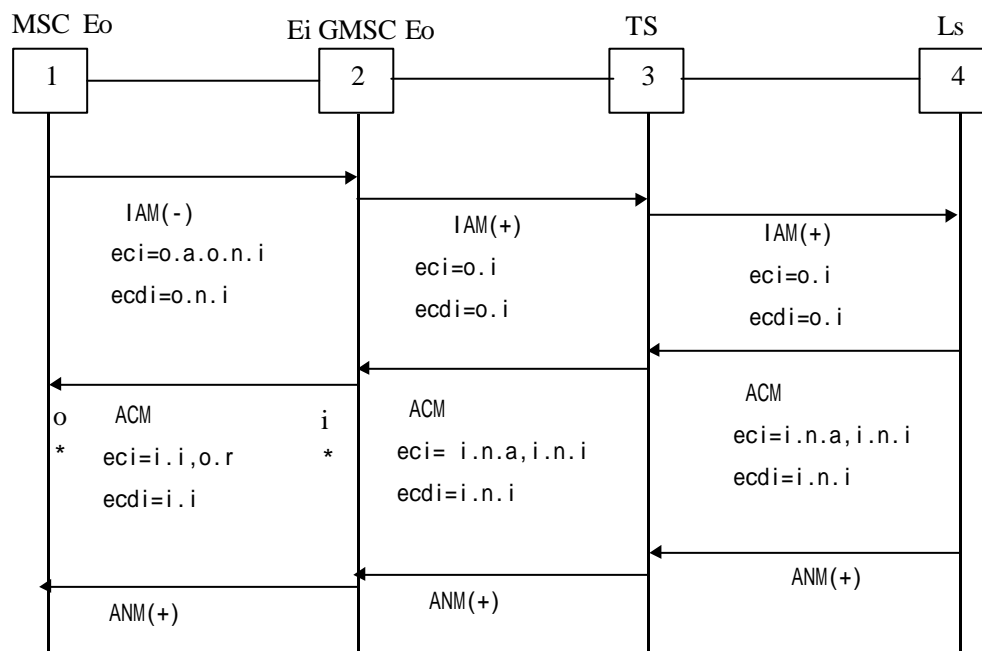 MSC Eo
Ei GMSC Eo
TS
Ls
1
2
3
4
IAM(-)
eci=o.a.o.n.i
ecdi=o.n.i
IAM(+)
eci=o.i
ecdi=o.i
IAM(+)
eci=o.i
ecdi=o.i
o
*
ACM
eci=i.i,o.r
ecdi=i.i
i
*
ACM
eci= i.n.a,i.n.i
ecdi=i.n.i
ACM
eci=i.n.a,i.n.i
ecdi=i.n.i
ANM(+)
ANM(+)
ANM(+)